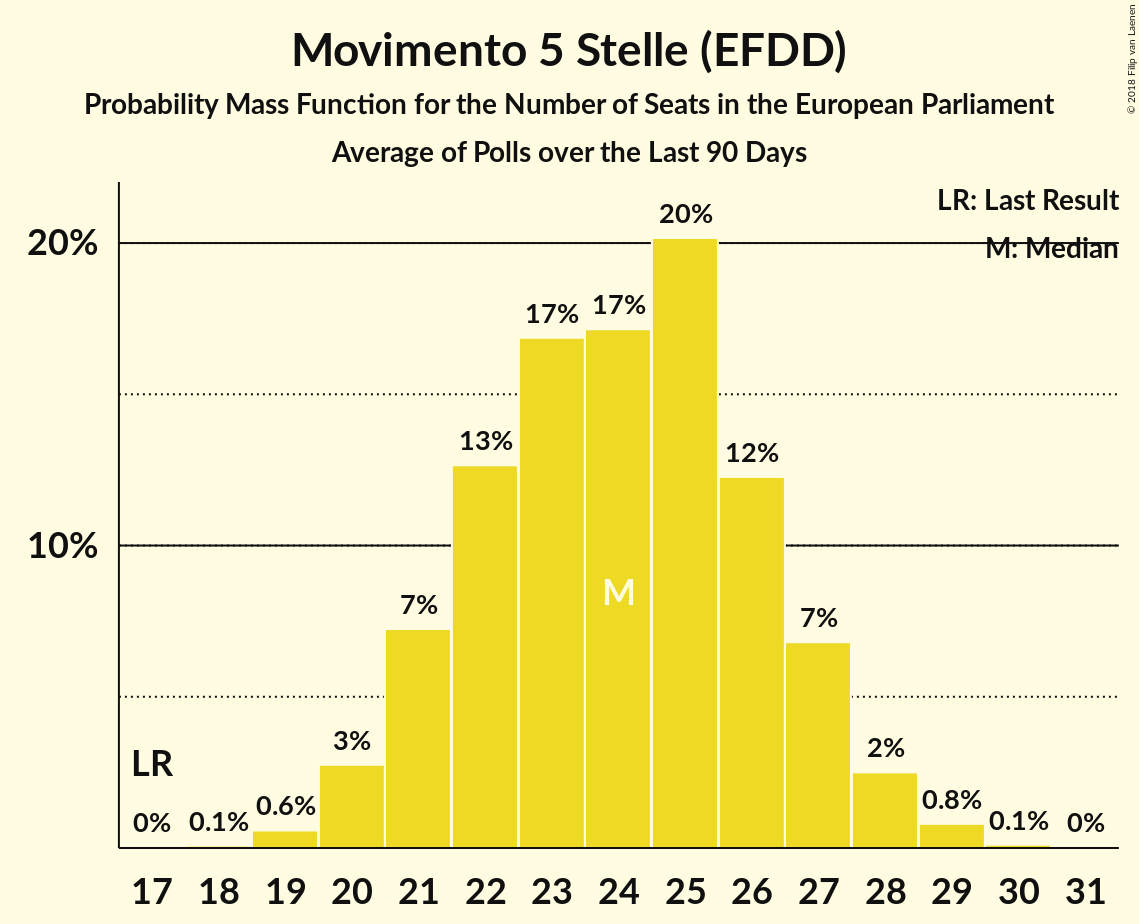 Movimento 5 Stelle (EFDD)
Probability Mass Function for the Number of Seats in the European Parliament
Average of Polls over the Last 90 Days
© 2018 Filip van Laenen
LR: Last Result
M: Median
20%
10%
20%
17%
17%
13%
12%
7%
7%
3%
2%
0.6%
0.8%
0%
0.1%
0.1%
0%
LR
M
17 18 19 20 21 22 23 24 25 26 27 28 29 30 31